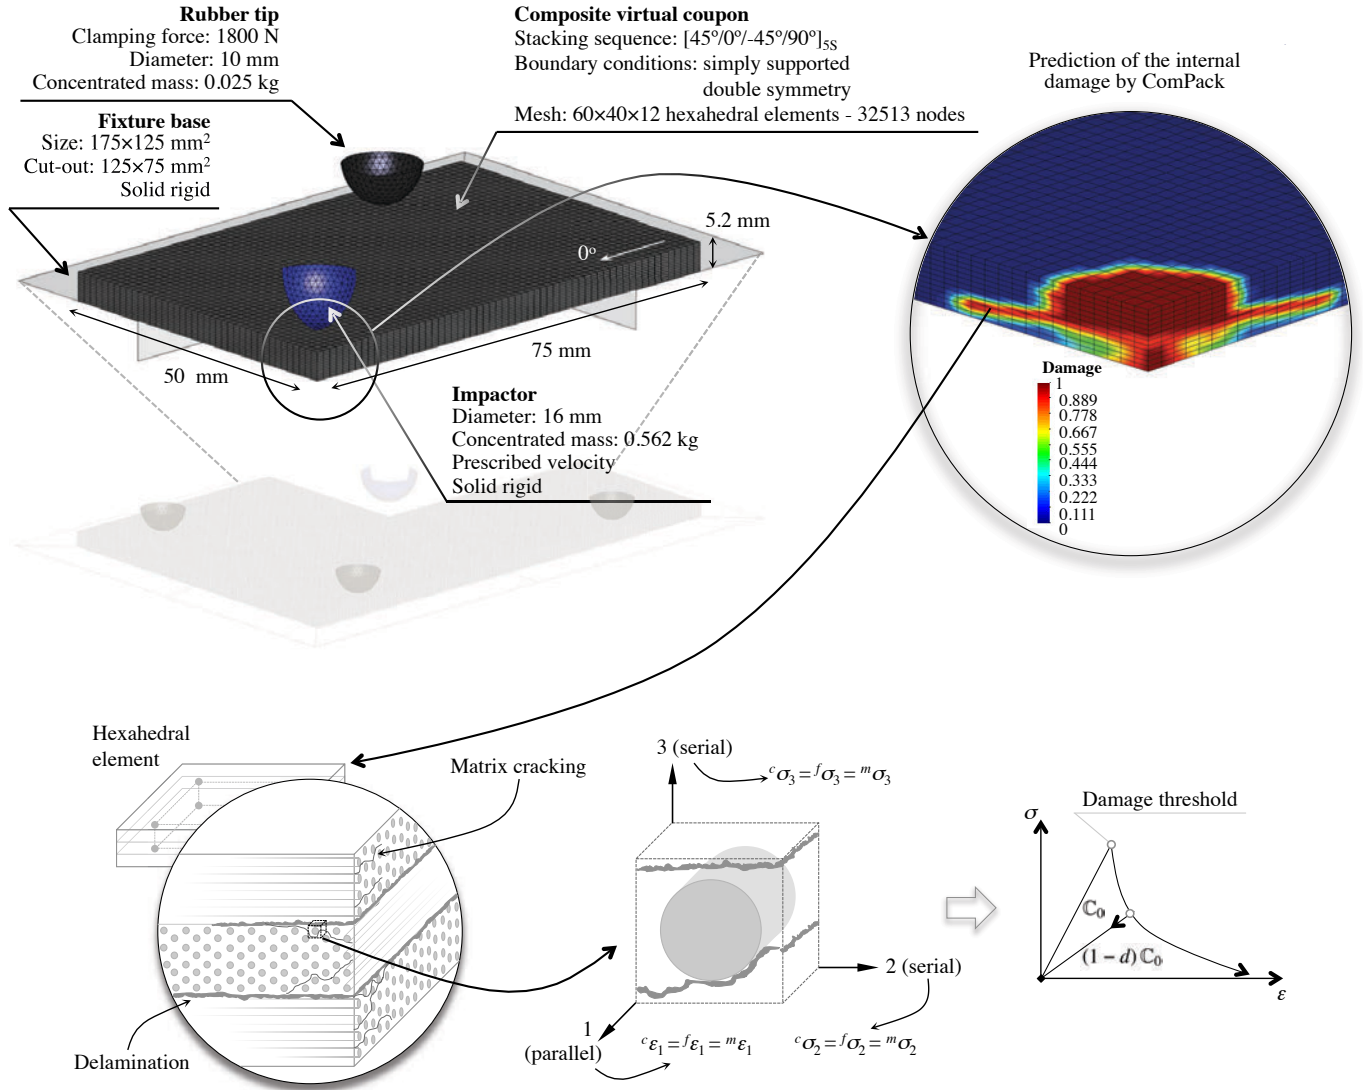 Rubber tip
Clamping force: 1800 N
Diameter: 10 mm
Concentrated mass: 0.025 kg
Fixture base
Size: 175×125 mm²
Cut-out: 125×75 mm²
Solid rigid
Composite virtual coupon
Stacking sequence: [45º/0º/-45º/90º]₅S
Boundary conditions: simply supported
double symmetry
Mesh: 60×40×12 hexahedral elements - 32513 nodes
Prediction of the internal
damage by ComPack
5.2 mm
0º
75 mm
50 mm
Impactor
Diameter: 16 mm
Concentrated mass: 0.562 kg
Prescribed velocity
Solid rigid
Damage
1
0.889
0.778
0.667
0.555
0.444
0.333
0.222
0.111
0
Hexahedral
element
Matrix cracking
Delamination
3 (serial)
ᶜσ₃ = ᶠσ₃ = ᵐσ₃
2 (serial)
ᶜσ₂ = ᶠσ₂ = ᵐσ₂
1
(parallel)
ᶜε₁ = ᶠε₁ = ᵐε₁
Damage threshold
σ
ℂ₀
(1 − d) ℂ₀
ε